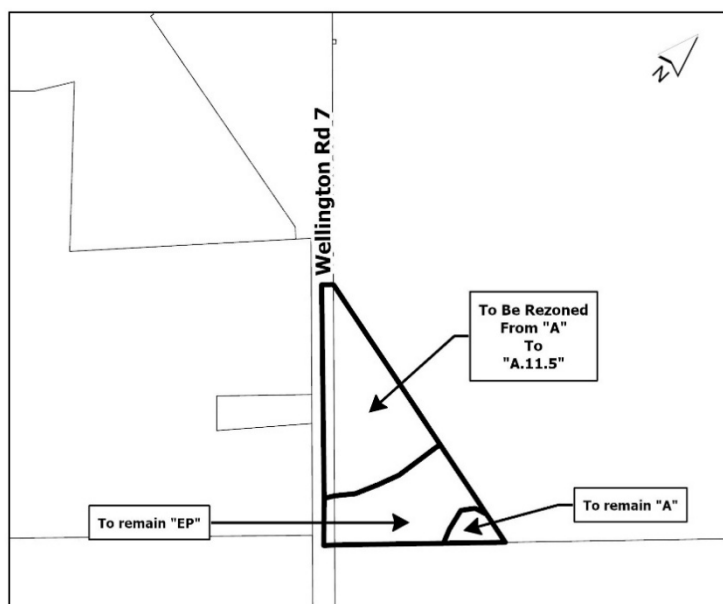 N
Wellington Rd 7
To Be Rezoned
From "A"
To
"A.11.5"
To remain "EP"
To remain "A"